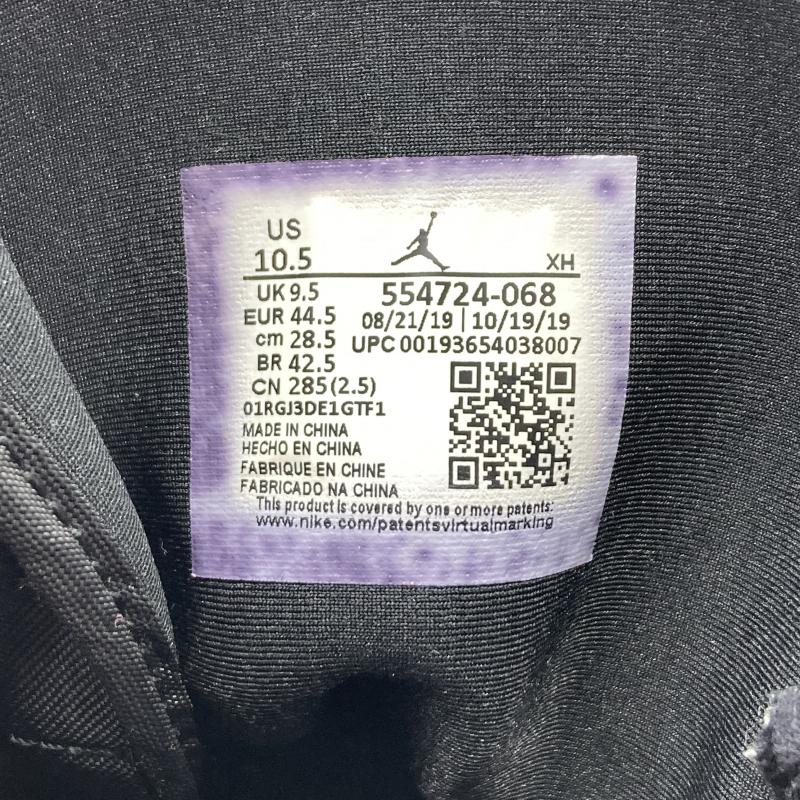 US
10.5 XH
UK 9.5 554724-068
EUR 44.5 08/21/19 | 10/19/19
cm 28.5 UPC 00193654038007
BR 42.5
CN 285(2.5)
01RGJ3DE1GTF1
MADE IN CHINA
HECHO EN CHINA
FABRIQUE EN CHINE
FABRICADO NA CHINA
This product is covered by one or more patents:
www.nike.com/patentsvirtualmarking